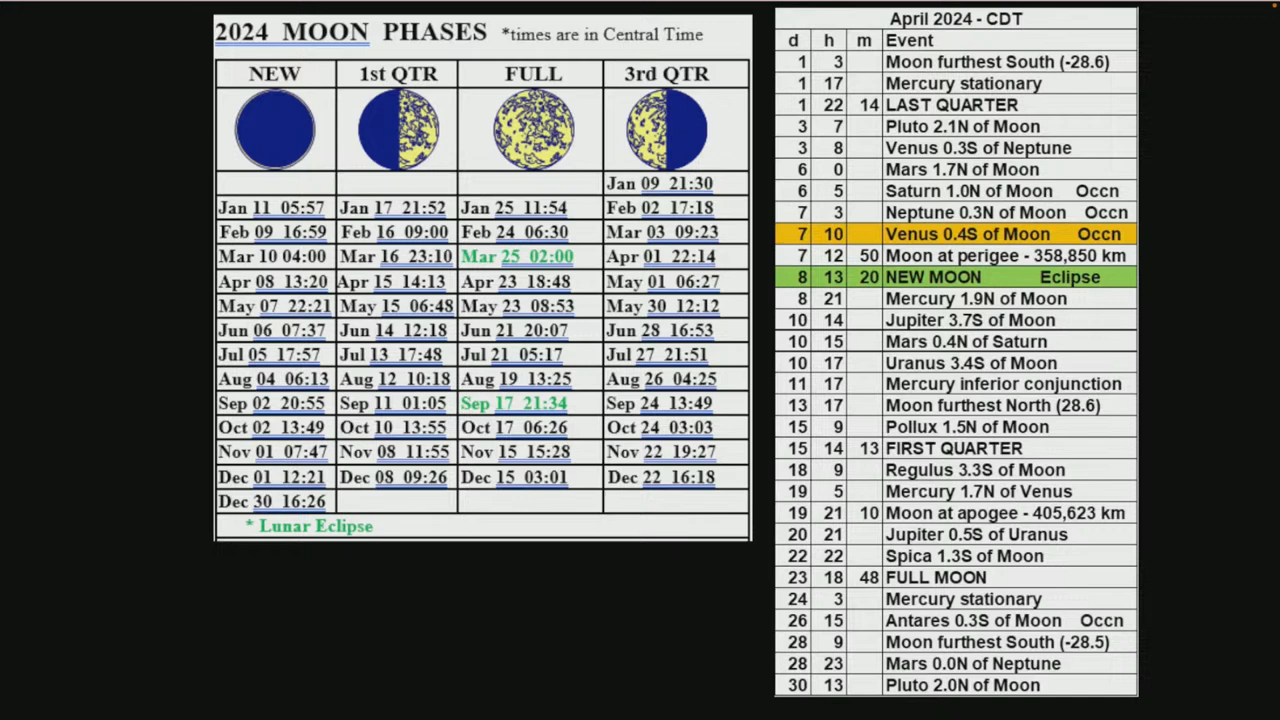 2024 MOON PHASES *times are in Central Time
NEW 1st QTR FULL 3rd QTR
Jan 09 21:30
Jan 11 05:57 Jan 17 21:52 Jan 25 11:54 Feb 02 17:18
Feb 09 16:59 Feb 16 09:00 Feb 24 06:30 Mar 03 09:23
Mar 10 04:00 Mar 16 23:10 Mar 25 02:00 Apr 01 22:14
Apr 08 13:20 Apr 15 14:13 Apr 23 18:48 May 01 06:27
May 07 22:21 May 15 06:48 May 23 08:53 May 30 12:12
Jun 06 07:37 Jun 14 12:18 Jun 21 20:07 Jun 28 16:53
Jul 05 17:57 Jul 13 17:48 Jul 21 05:17 Jul 27 21:51
Aug 04 06:13 Aug 12 10:18 Aug 19 13:25 Aug 26 04:25
Sep 02 20:55 Sep 11 01:05 Sep 17 21:34 Sep 24 13:49
Oct 02 13:49 Oct 10 13:55 Oct 17 06:26 Oct 24 03:03
Nov 01 07:47 Nov 08 11:55 Nov 15 15:28 Nov 22 19:27
Dec 01 12:21 Dec 08 09:26 Dec 15 03:01 Dec 22 16:18
Dec 30 16:26
* Lunar Eclipse
April 2024 - CDT
d h m Event
1 3 Moon furthest South (-28.6)
1 17 Mercury stationary
1 22 14 LAST QUARTER
3 7 Pluto 2.1N of Moon
3 8 Venus 0.3S of Neptune
6 0 Mars 1.7N of Moon
6 5 Saturn 1.0N of Moon Occn
7 3 Neptune 0.3N of Moon Occn
7 10 Venus 0.4S of Moon Occn
7 12 50 Moon at perigee - 358,850 km
8 13 20 NEW MOON Eclipse
8 21 Mercury 1.9N of Moon
10 14 Jupiter 3.7S of Moon
10 15 Mars 0.4N of Saturn
10 17 Uranus 3.4S of Moon
11 17 Mercury inferior conjunction
13 17 Moon furthest North (28.6)
15 9 Pollux 1.5N of Moon
15 14 13 FIRST QUARTER
18 9 Regulus 3.3S of Moon
19 5 Mercury 1.7N of Venus
19 21 10 Moon at apogee - 405,623 km
20 21 Jupiter 0.5S of Uranus
22 22 Spica 1.3S of Moon
23 18 48 FULL MOON
24 3 Mercury stationary
26 15 Antares 0.3S of Moon Occn
28 9 Moon furthest South (-28.5)
28 23 Mars 0.0N of Neptune
30 13 Pluto 2.0N of Moon